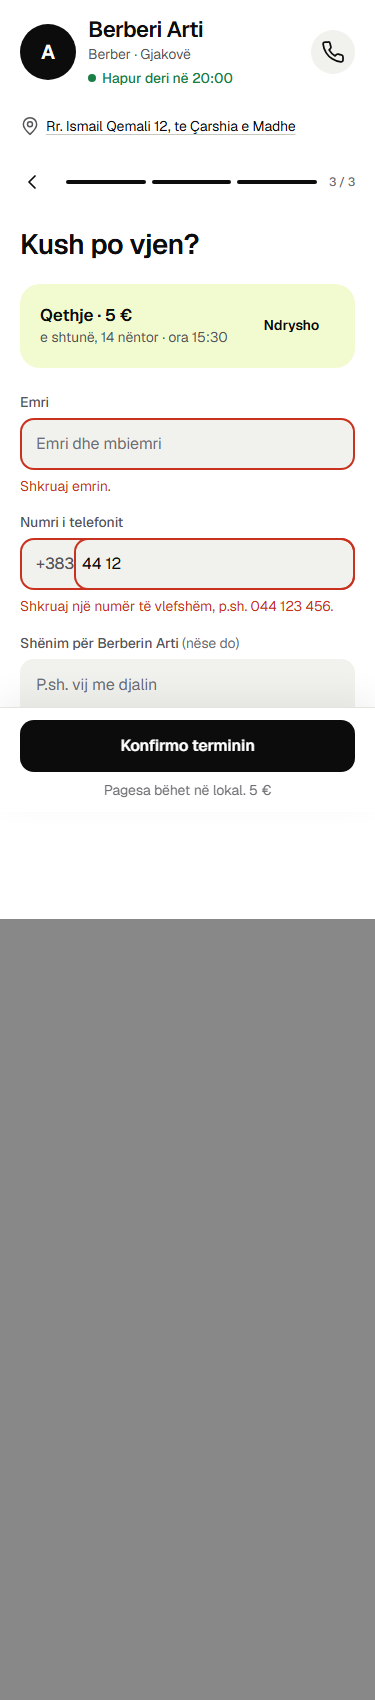 A
Berberi Arti
Berber · Gjakovë
Hapur deri në 20:00
Rr. Ismail Qemali 12, te Çarshia e Madhe
3 / 3
Kush po vjen?
Qethje · 5 €
e shtunë, 14 nëntor · ora 15:30
Ndrysho
Emri
Emri dhe mbiemri
Shkruaj emrin.
Numri i telefonit
+383 44 12
Shkruaj një numër të vlefshëm, p.sh. 044 123 456.
Shënim për Berberin Arti (nëse do)
P.sh. vij me djalin
Konfirmo terminin
Pagesa bëhet në lokal. 5 €